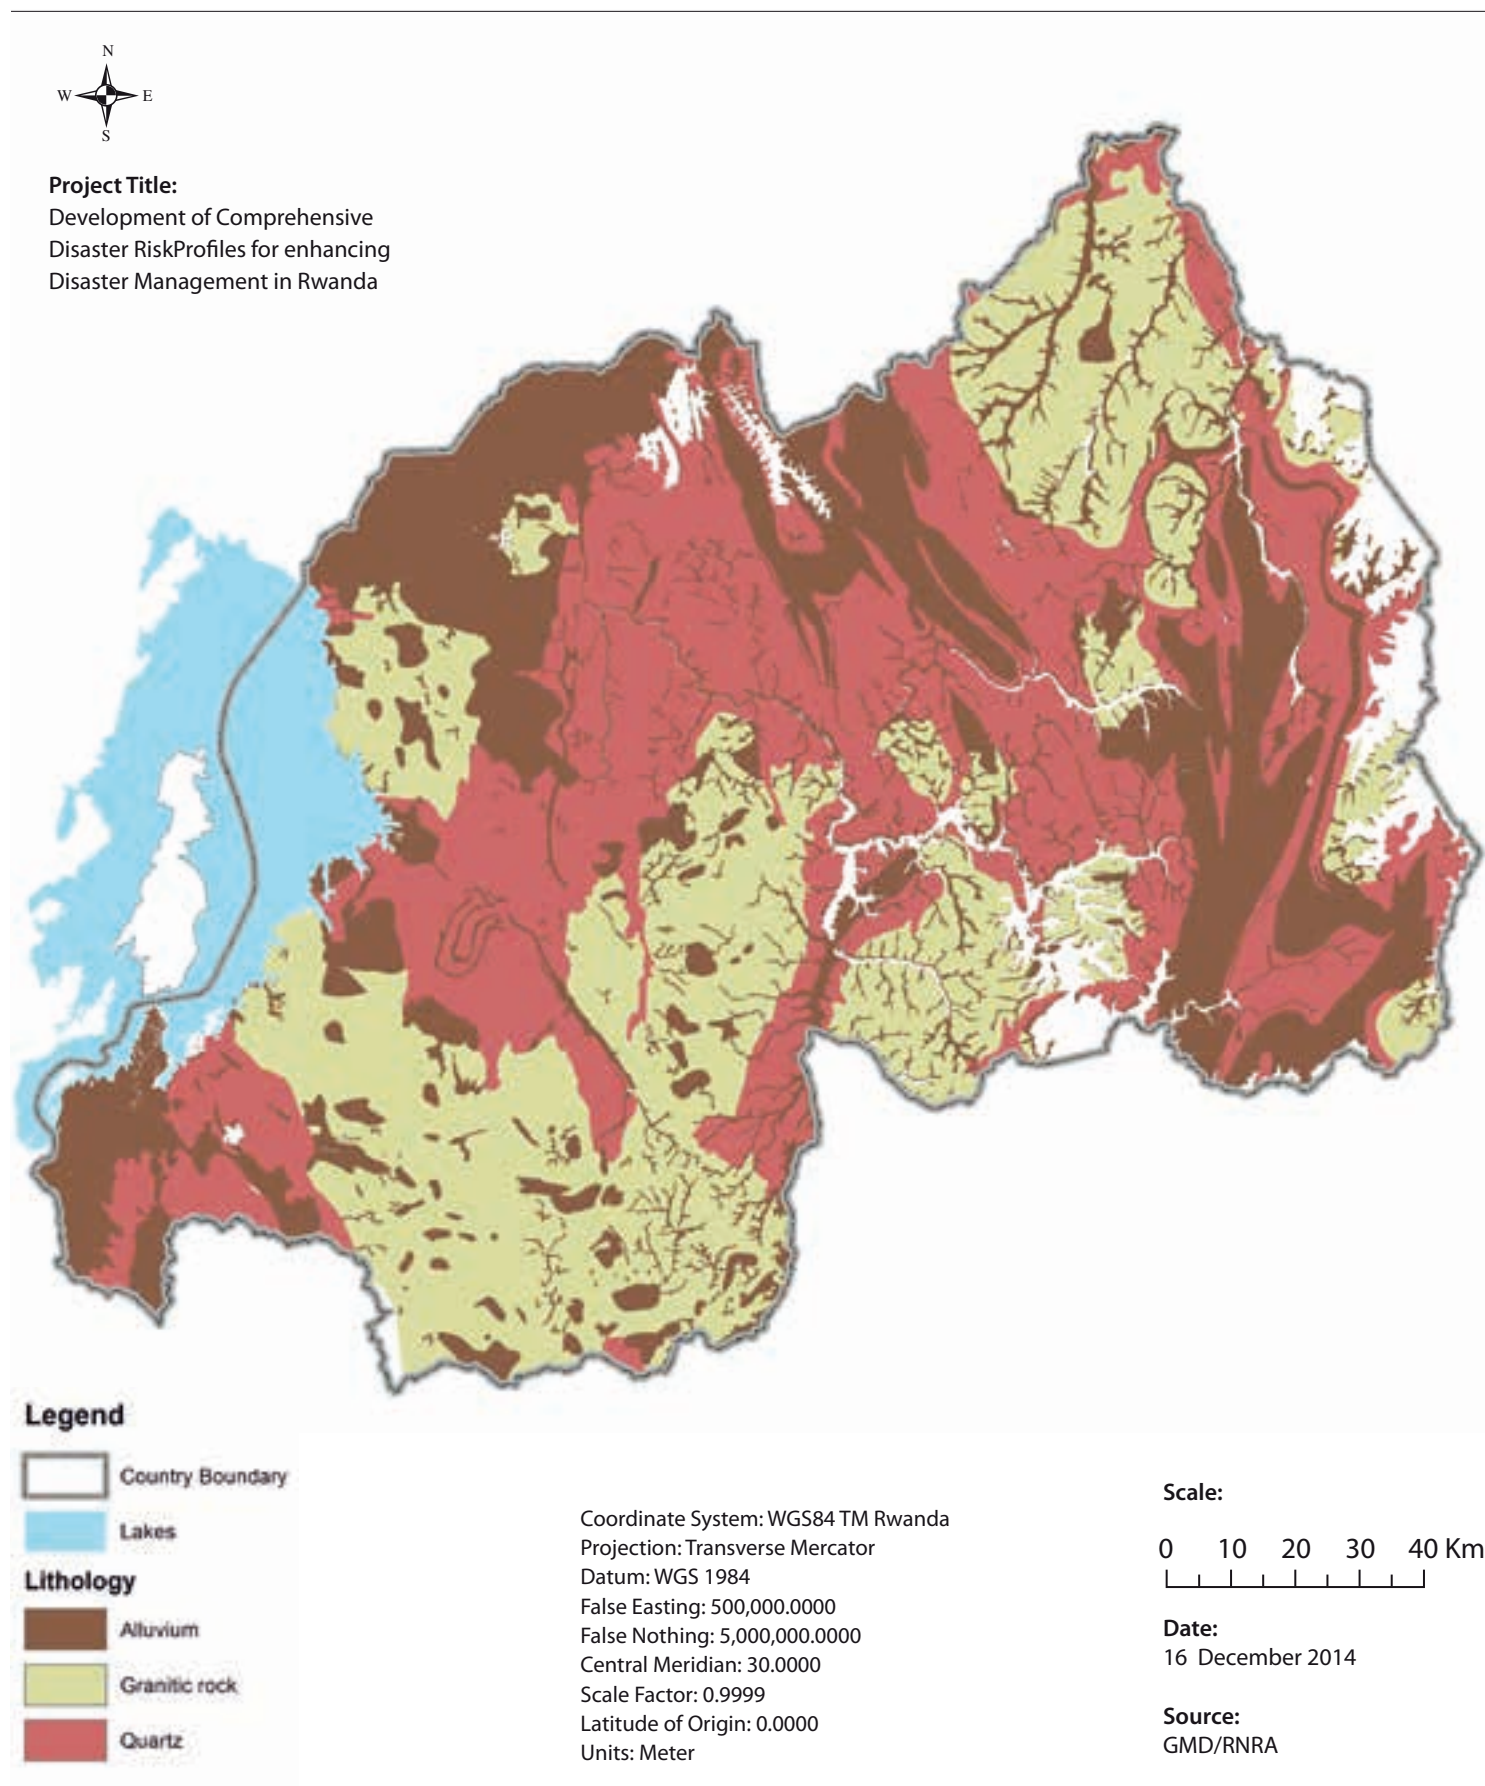 N
W E
S
Project Title:
Development of Comprehensive
Disaster RiskProfiles for enhancing
Disaster Management in Rwanda
Legend
Country Boundary
Lakes
Lithology
Alluvium
Granitic rock
Quartz
Coordinate System: WGS84 TM Rwanda
Projection: Transverse Mercator
Datum: WGS 1984
False Easting: 500,000.0000
False Nothing: 5,000,000.0000
Central Meridian: 30.0000
Scale Factor: 0.9999
Latitude of Origin: 0.0000
Units: Meter
Scale:
0 10 20 30 40 Km
Date:
16 December 2014
Source:
GMD/RNRA